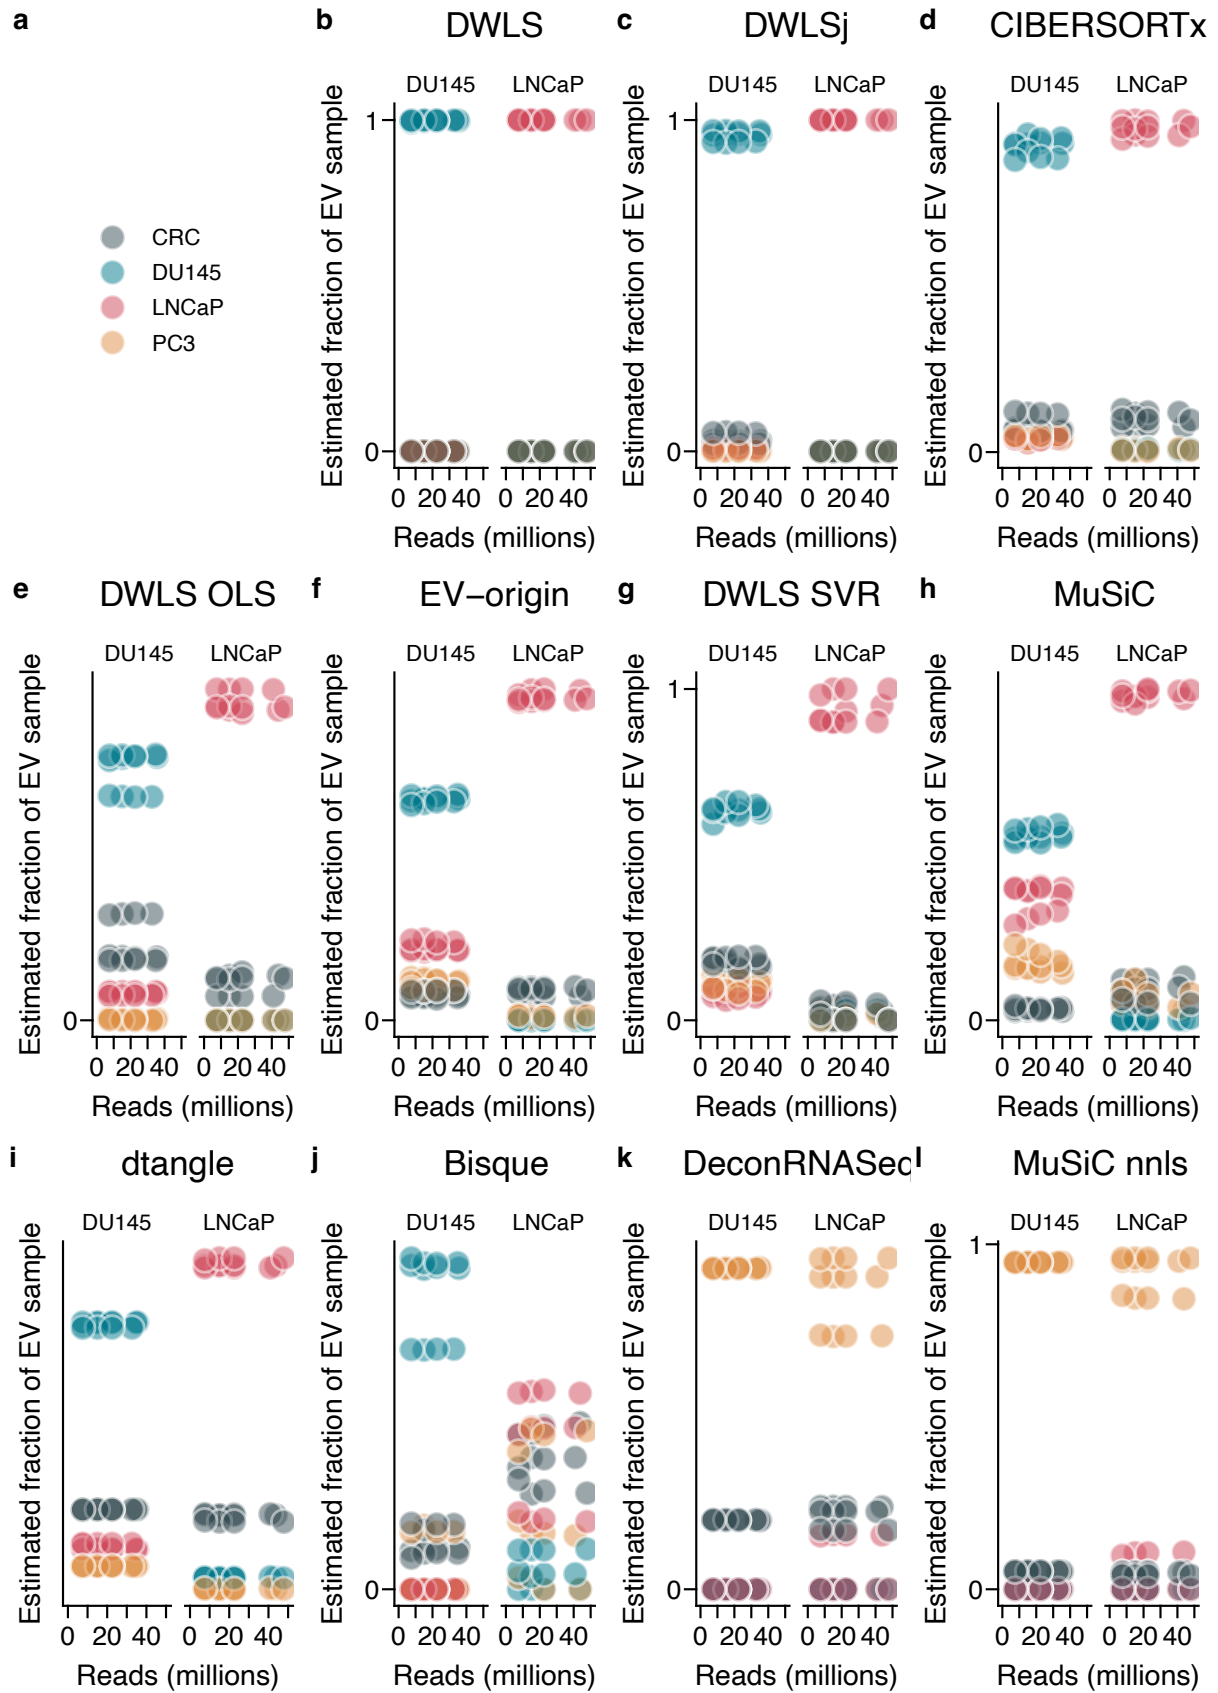 a
CRC
DU145
LNCaP
PC3
b DWLS
DU145 LNCaP
Estimated fraction of EV sample
1
0
0 20 40 0 20 40
Reads (millions)
c DWLSj
DU145 LNCaP
Estimated fraction of EV sample
1
0
0 20 40 0 20 40
Reads (millions)
d CIBERSORTx
DU145 LNCaP
Estimated fraction of EV sample
0
0 20 40 0 20 40
Reads (millions)
e DWLS OLS
DU145 LNCaP
Estimated fraction of EV sample
0
0 20 40 0 20 40
Reads (millions)
f EV−origin
DU145 LNCaP
Estimated fraction of EV sample
0
0 20 40 0 20 40
Reads (millions)
g DWLS SVR
DU145 LNCaP
Estimated fraction of EV sample
1
0
0 20 40 0 20 40
Reads (millions)
h MuSiC
DU145 LNCaP
Estimated fraction of EV sample
0
0 20 40 0 20 40
Reads (millions)
i dtangle
DU145 LNCaP
Estimated fraction of EV sample
0 20 40 0 20 40
Reads (millions)
j Bisque
DU145 LNCaP
Estimated fraction of EV sample
0
0 20 40 0 20 40
Reads (millions)
k DeconRNASeq
DU145 LNCaP
Estimated fraction of EV sample
0
0 20 40 0 20 40
Reads (millions)
l MuSiC nnls
DU145 LNCaP
Estimated fraction of EV sample
1
0
0 20 40 0 20 40
Reads (millions)